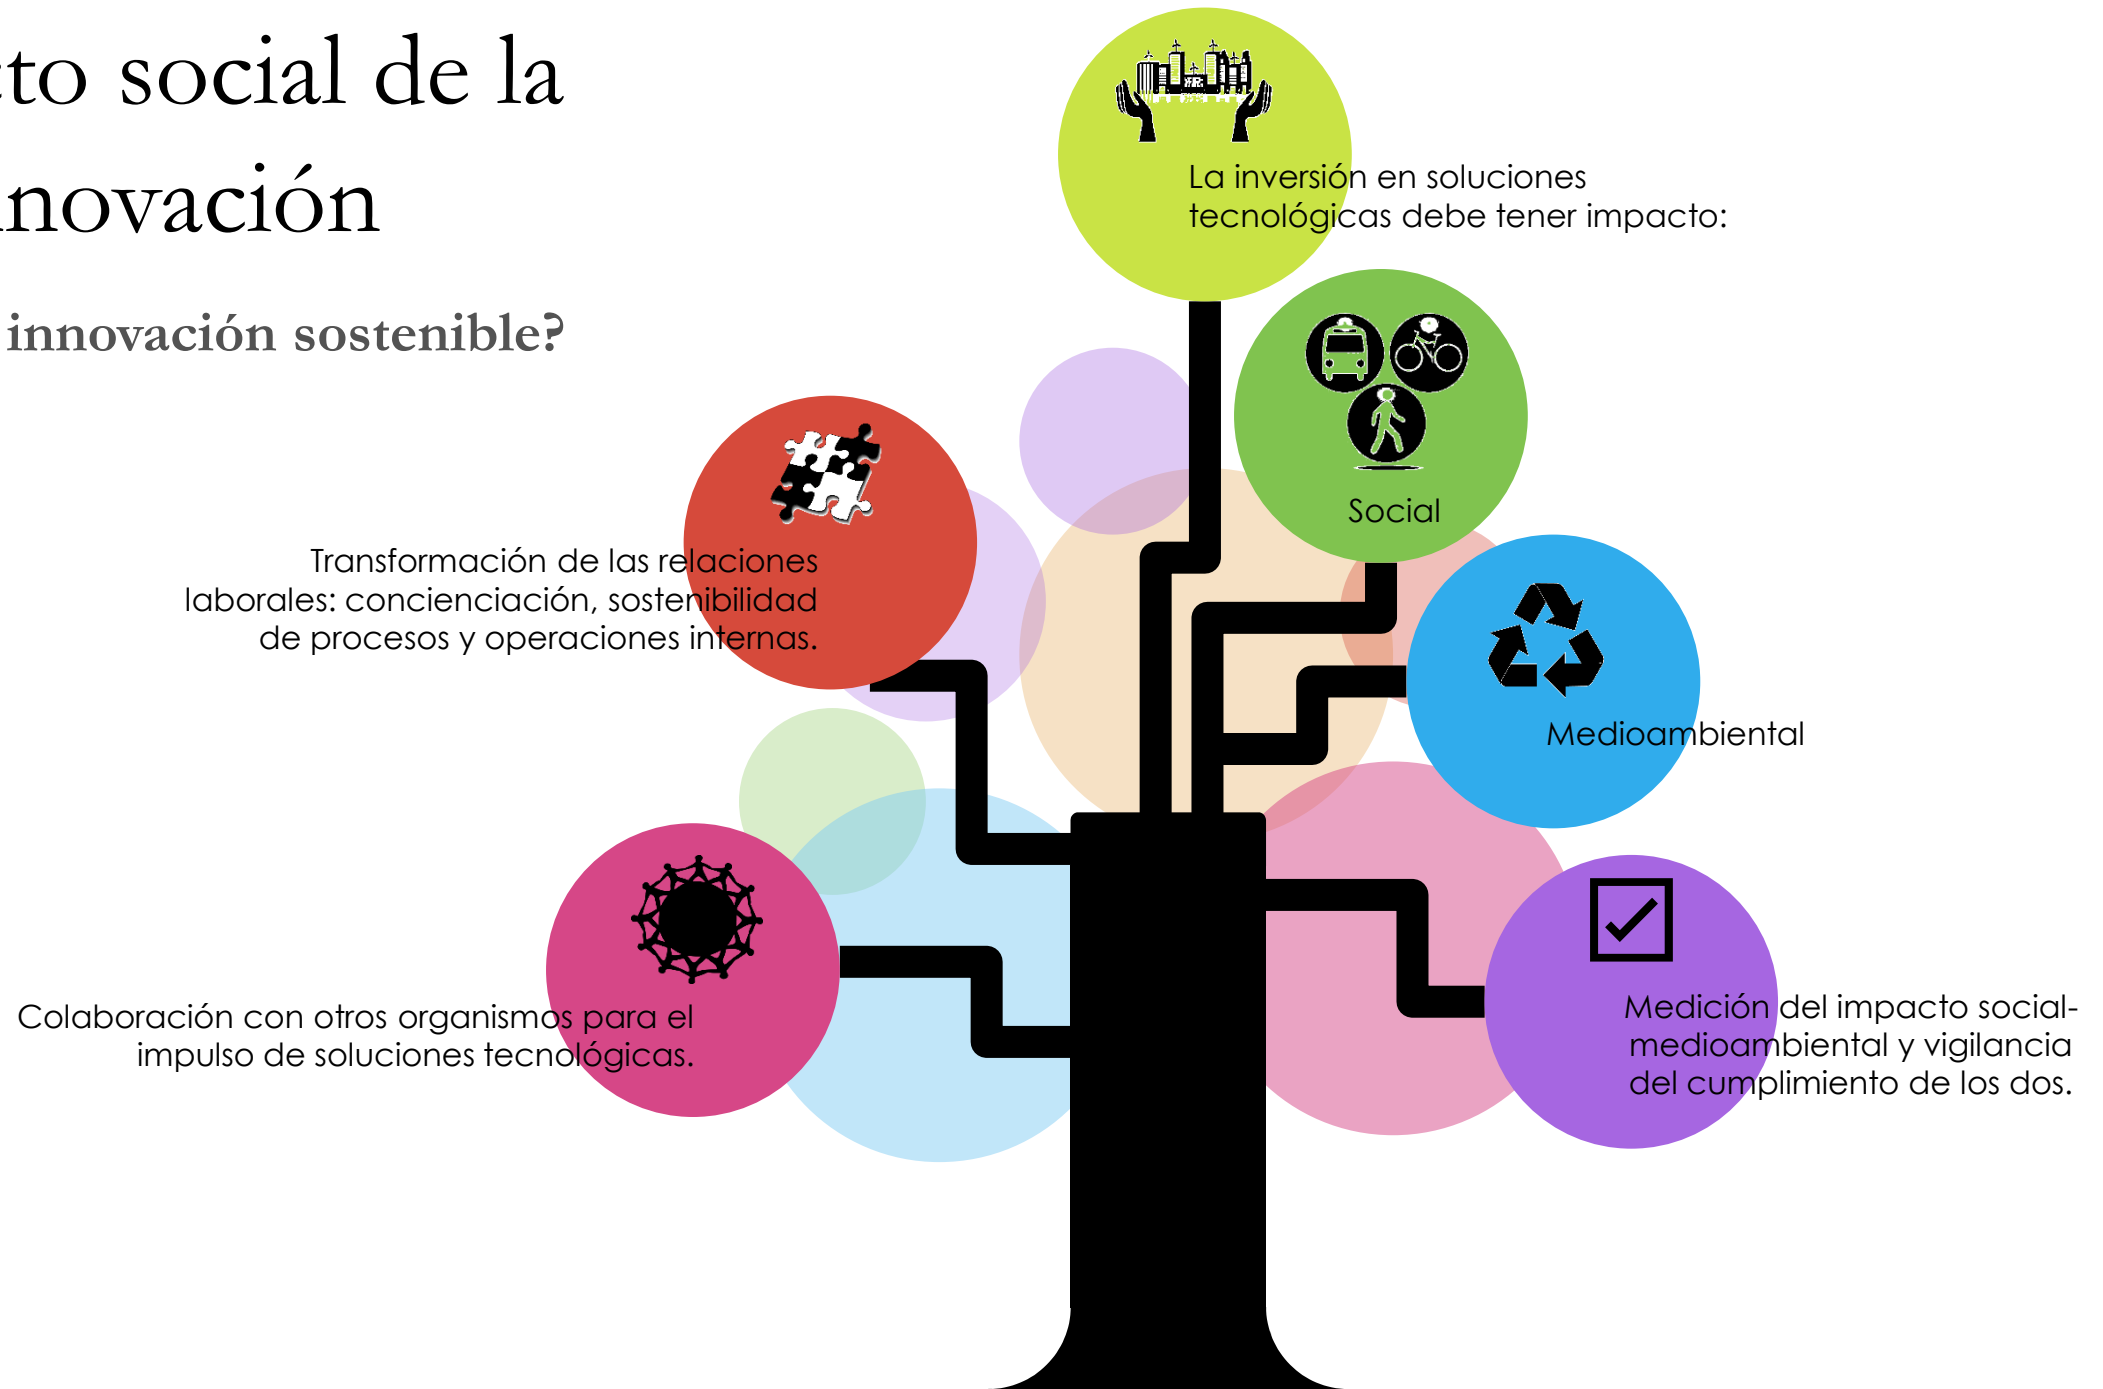 cto social de la
novación
innovación sostenible?
La inversión en soluciones
tecnológicas debe tener impacto:
Social
Medioambiental
Transformación de las relaciones
laborales: concienciación, sostenibilidad
de procesos y operaciones internas.
Colaboración con otros organismos para el
impulso de soluciones tecnológicas.
Medición del impacto social-
medioambiental y vigilancia
del cumplimiento de los dos.